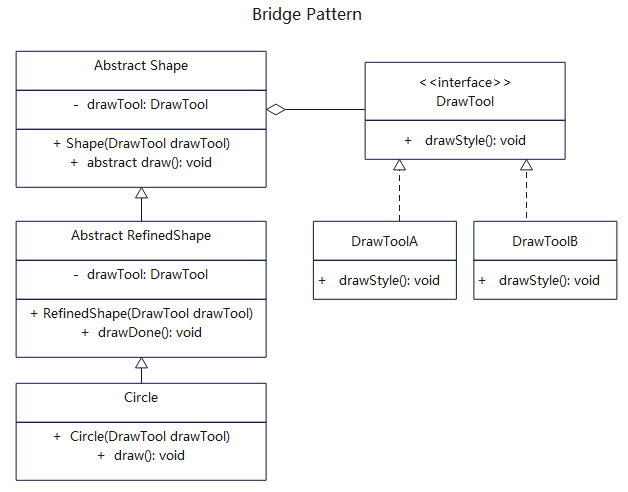 Bridge Pattern
Abstract Shape
- drawTool: DrawTool
+ Shape(DrawTool drawTool)
+ abstract draw(): void
<<interface>>
DrawTool
+ drawStyle(): void
Abstract RefinedShape
- drawTool: DrawTool
+ RefinedShape(DrawTool drawTool)
+ drawDone(): void
DrawToolA
+ drawStyle(): void
DrawToolB
+ drawStyle(): void
Circle
+ Circle(DrawTool drawTool)
+ draw(): void